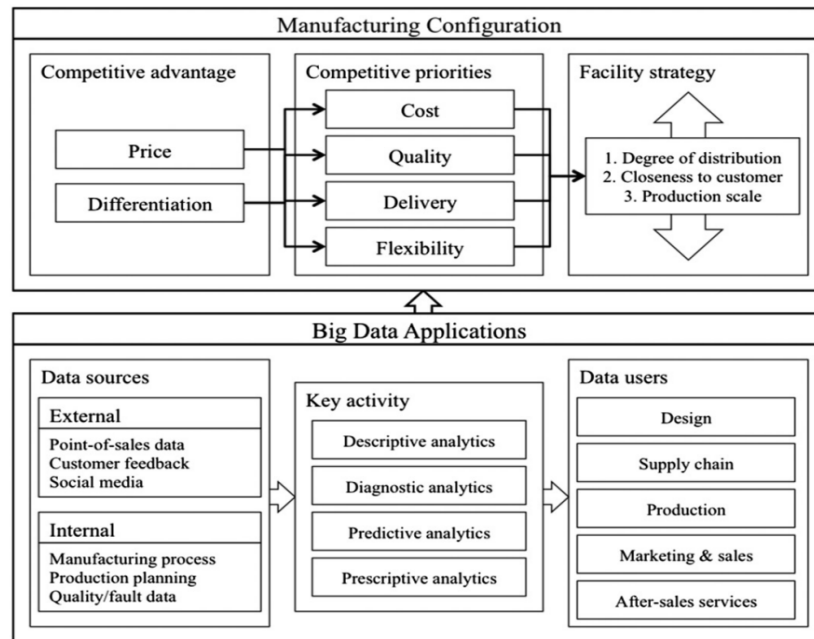 Manufacturing Configuration
Competitive advantage
Price
Differentiation
Competitive priorities
Cost
Quality
Delivery
Flexibility
Facility strategy
1. Degree of distribution
2. Closeness to customer
3. Production scale
Big Data Applications
Data sources
External
Point-of-sales data
Customer feedback
Social media
Internal
Manufacturing process
Production planning
Quality/fault data
Key activity
Descriptive analytics
Diagnostic analytics
Predictive analytics
Prescriptive analytics
Data users
Design
Supply chain
Production
Marketing & sales
After-sales services